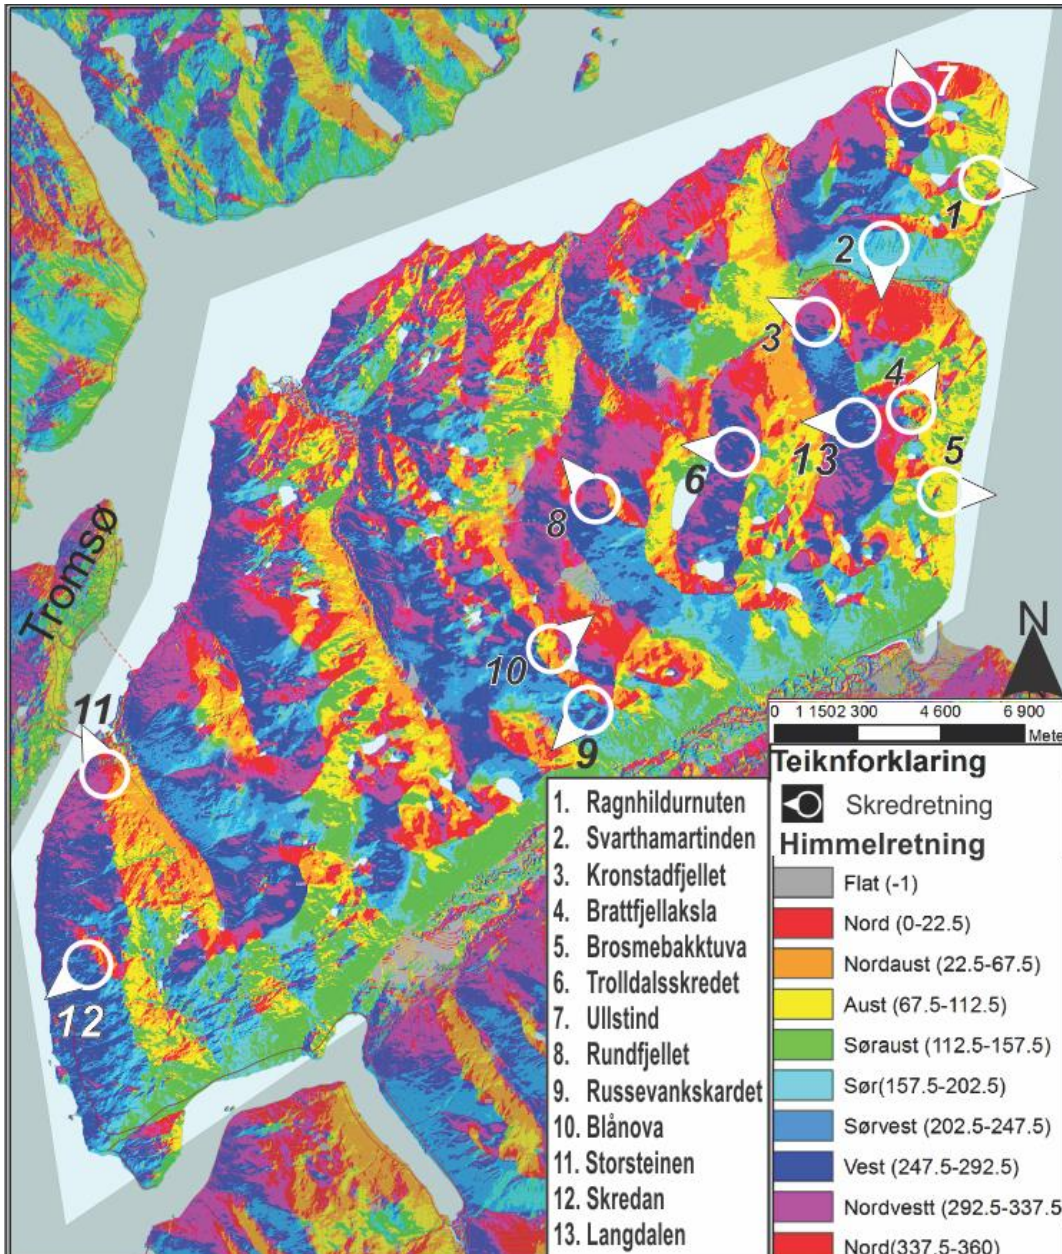 7
1
2
3
4
13
5
6
8
Tromsø
10
9
11
12
N
0 1 1502 300 4 600 6 900
Mete
Teiknforklaring
Skredretning
Himmelretning
Flat (-1)
Nord (0-22.5)
Nordaust (22.5-67.5)
Aust (67.5-112.5)
Søraust (112.5-157.5)
Sør(157.5-202.5)
Sørvest (202.5-247.5)
Vest (247.5-292.5)
Nordvestt (292.5-337.5
Nord(337.5-360)
1. Ragnhildurnuten
2. Svarthamartinden
3. Kronstadfjellet
4. Brattfjellaksla
5. Brosmebakktuva
6. Trolldalsskredet
7. Ullstind
8. Rundfjellet
9. Russevankskardet
10. Blånova
11. Storsteinen
12. Skredan
13. Langdalen